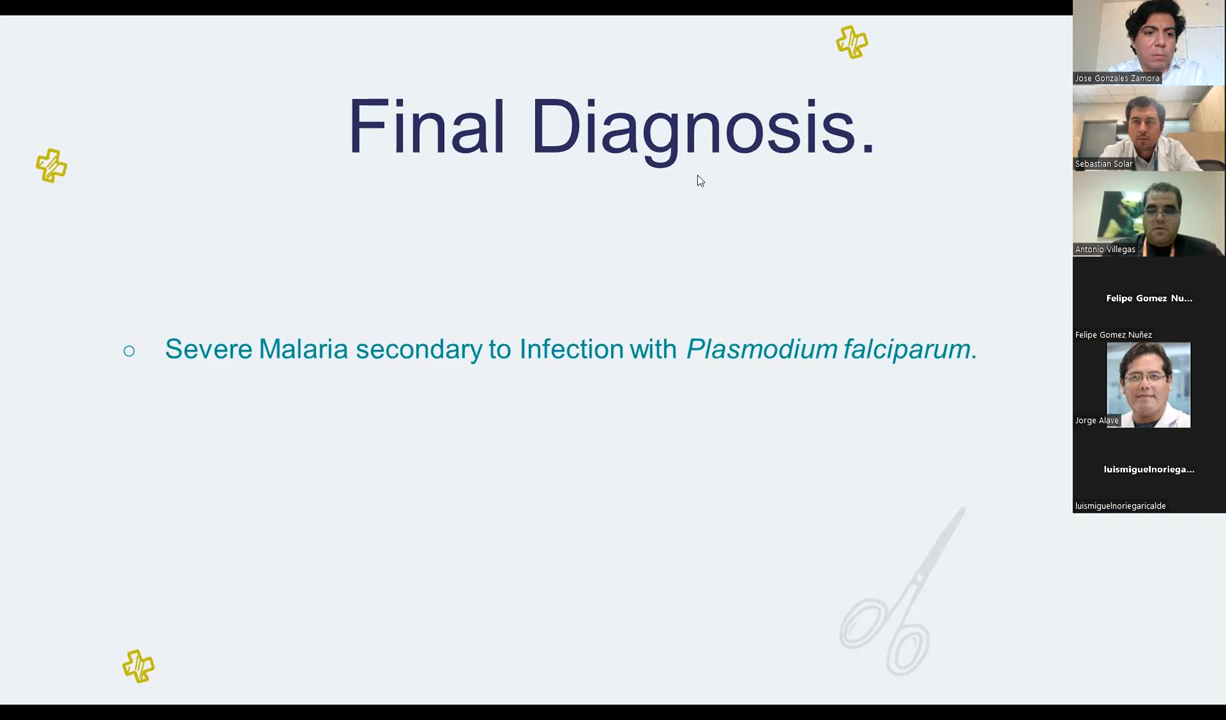 Final Diagnosis.
○ Severe Malaria secondary to Infection with Plasmodium falciparum.
Jose Gonzales Zamora
Sebastian Solar
Antonio Villegas
Felipe Gomez Nu...
Felipe Gomez Nuñez
Jorge Alave
luismiguelnoriega...
luismiguelnoriegaricalde